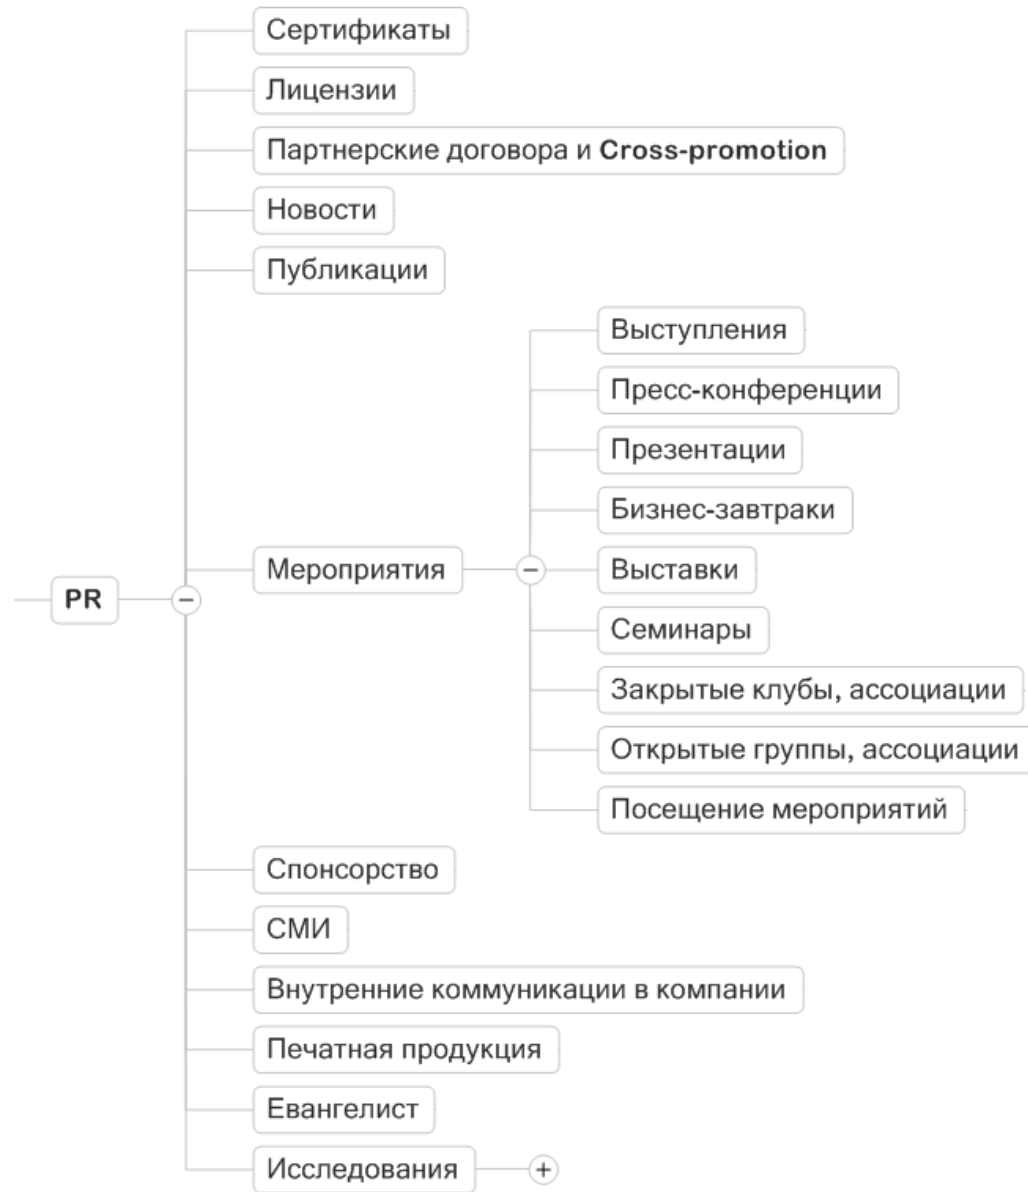 Сертификаты
Лицензии
Партнерские договора и Cross-promotion
Новости
Публикации
PR
Мероприятия
Выступления
Пресс-конференции
Презентации
Бизнес-завтраки
Выставки
Семинары
Закрытые клубы, ассоциации
Открытые группы, ассоциации
Посещение мероприятий
Спонсорство
СМИ
Внутренние коммуникации в компании
Печатная продукция
Евангелист
Исследования